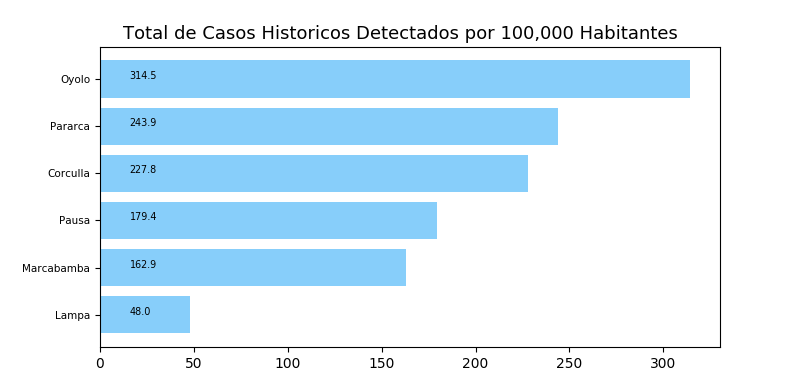 Total de Casos Historicos Detectados por 100,000 Habitantes
Oyolo 314.5
Pararca 243.9
Corculla 227.8
Pausa 179.4
Marcabamba 162.9
Lampa 48.0
0 50 100 150 200 250 300